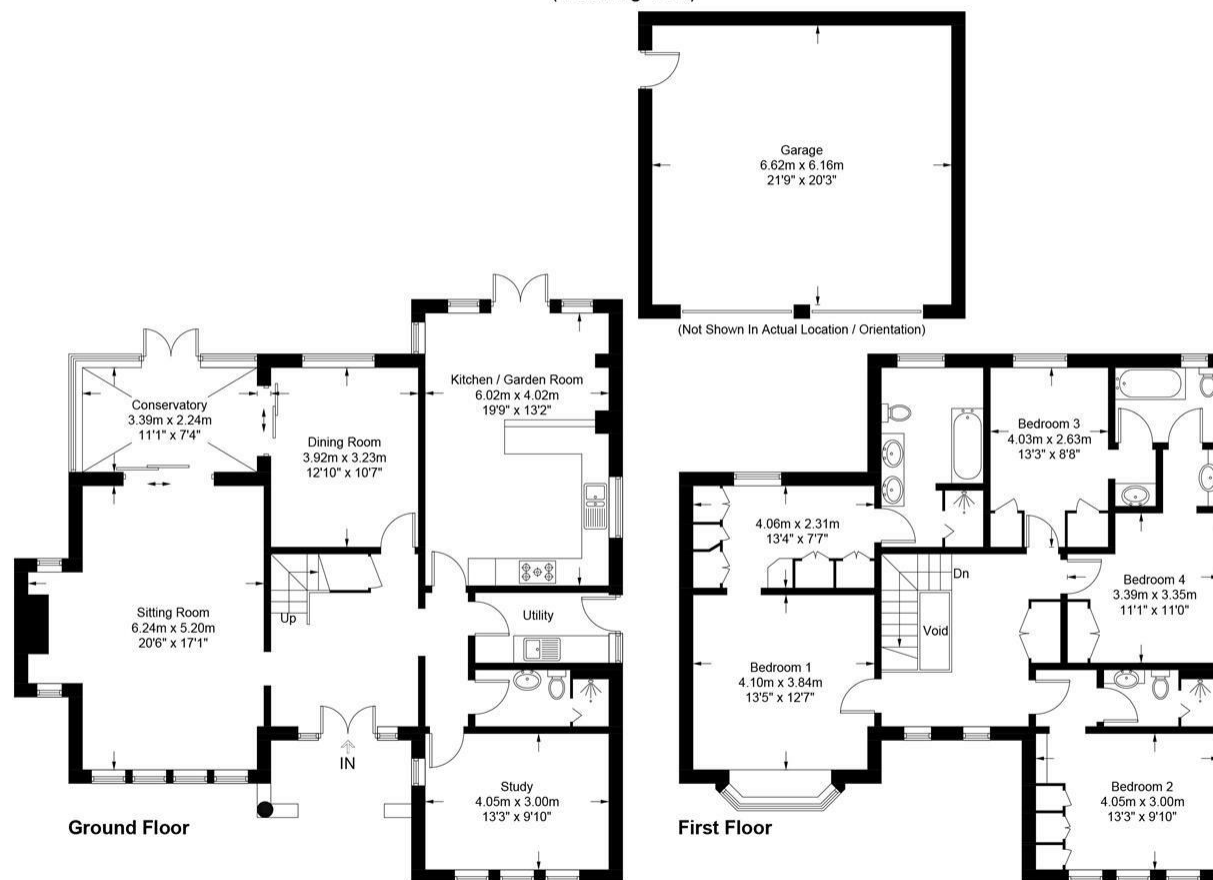 Garage
6.62m x 6.16m
21'9" x 20'3"
(Not Shown In Actual Location / Orientation)
Kitchen / Garden Room
6.02m x 4.02m
19'9" x 13'2"
Conservatory
3.39m x 2.24m
11'1" x 7'4"
Dining Room
3.92m x 3.23m
12'10" x 10'7"
Sitting Room
6.24m x 5.20m
20'6" x 17'1"
Up
Utility
IN
Study
4.05m x 3.00m
13'3" x 9'10"
Ground Floor
Bedroom 3
4.03m x 2.63m
13'3" x 8'8"
4.06m x 2.31m
13'4" x 7'7"
Dn
Void
Bedroom 4
3.39m x 3.35m
11'1" x 11'0"
Bedroom 1
4.10m x 3.84m
13'5" x 12'7"
Bedroom 2
4.05m x 3.00m
13'3" x 9'10"
First Floor